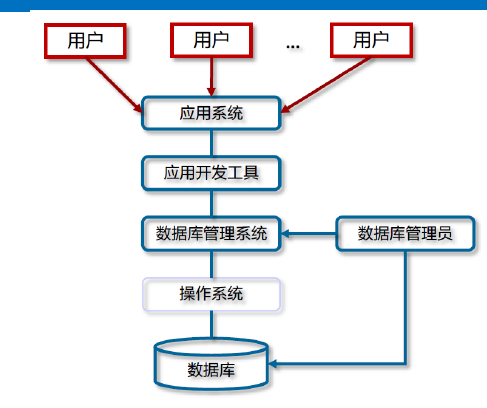 用户
用户
...
用户
应用系统
应用开发工具
数据库管理系统
数据库管理员
操作系统
数据库